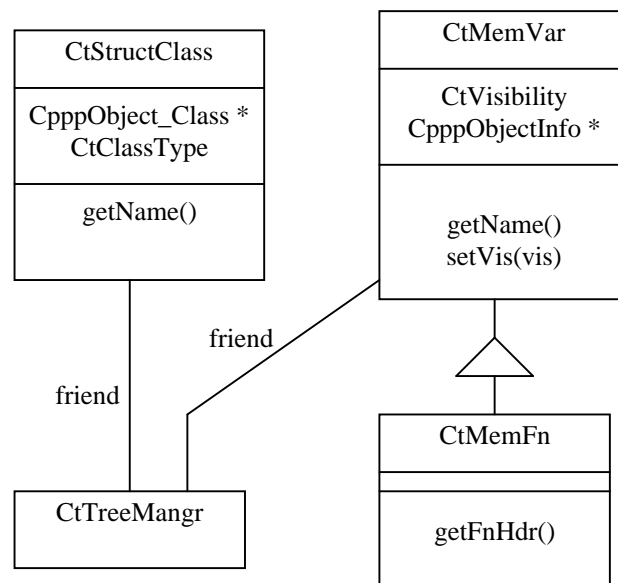 CtStructClass
CpppObject_Class *
CtClassType
getName()
CtMemVar
CtVisibility
CpppObjectInfo *
getName()
setVis(vis)
friend
friend
CtTreeMangr
CtMemFn
getFnHdr()